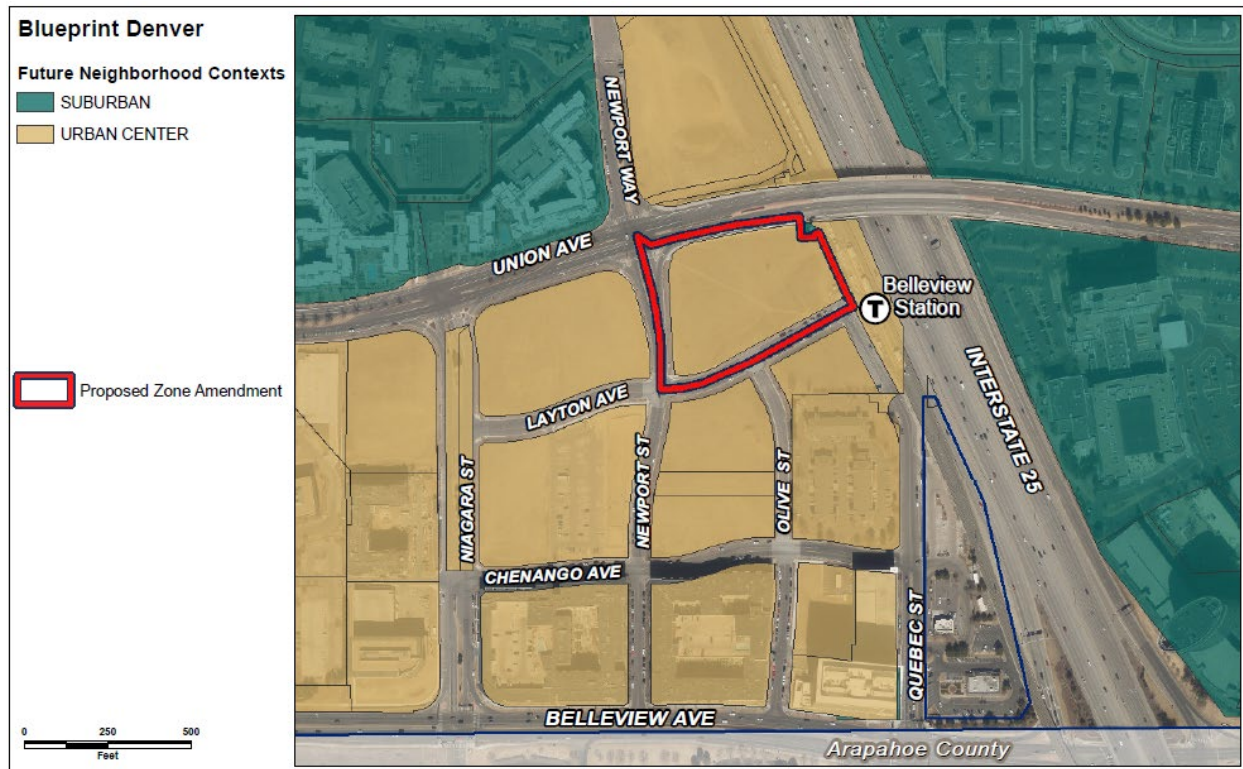 Blueprint Denver
Future Neighborhood Contexts
SUBURBAN
URBAN CENTER
Proposed Zone Amendment
0 250 500
Feet
NEWPORT WAY
UNION AVE
Belleview
Station
T
INTERSTATE 25
LAYTON AVE
NIAGARA ST
NEWPORT ST
OLIVE ST
CHENANGO AVE
QUEBEC ST
BELLEVIEW AVE
Arapahoe County